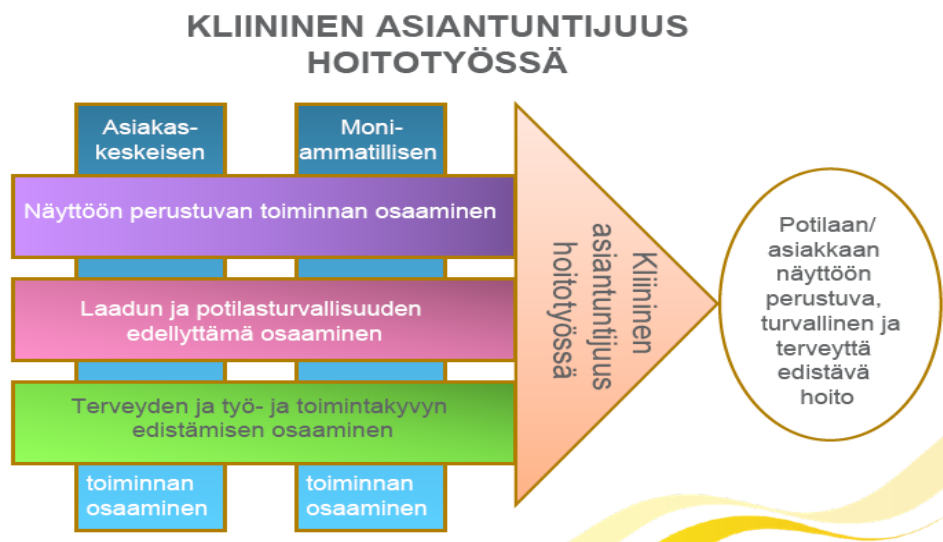 KLIININEN ASIANTUNTIJUUS
HOITOTYÖSSÄ
Asiakas-
keskeisen
Moni-
ammatillisen
Näyttöön perustuvan toiminnan osaaminen
Laadun ja potilasturvallisuuden
edellyttämä osaaminen
Terveyden ja työ- ja toimintakyvyn
edistämisen osaaminen
toiminnan
osaaminen
toiminnan
osaaminen
Kliininen
asiantuntijuus
hoitotyössä
Potilaan/
asiakkaan
näyttöön
perustuva,
turvallinen ja
terveyttä
edistävä
hoito